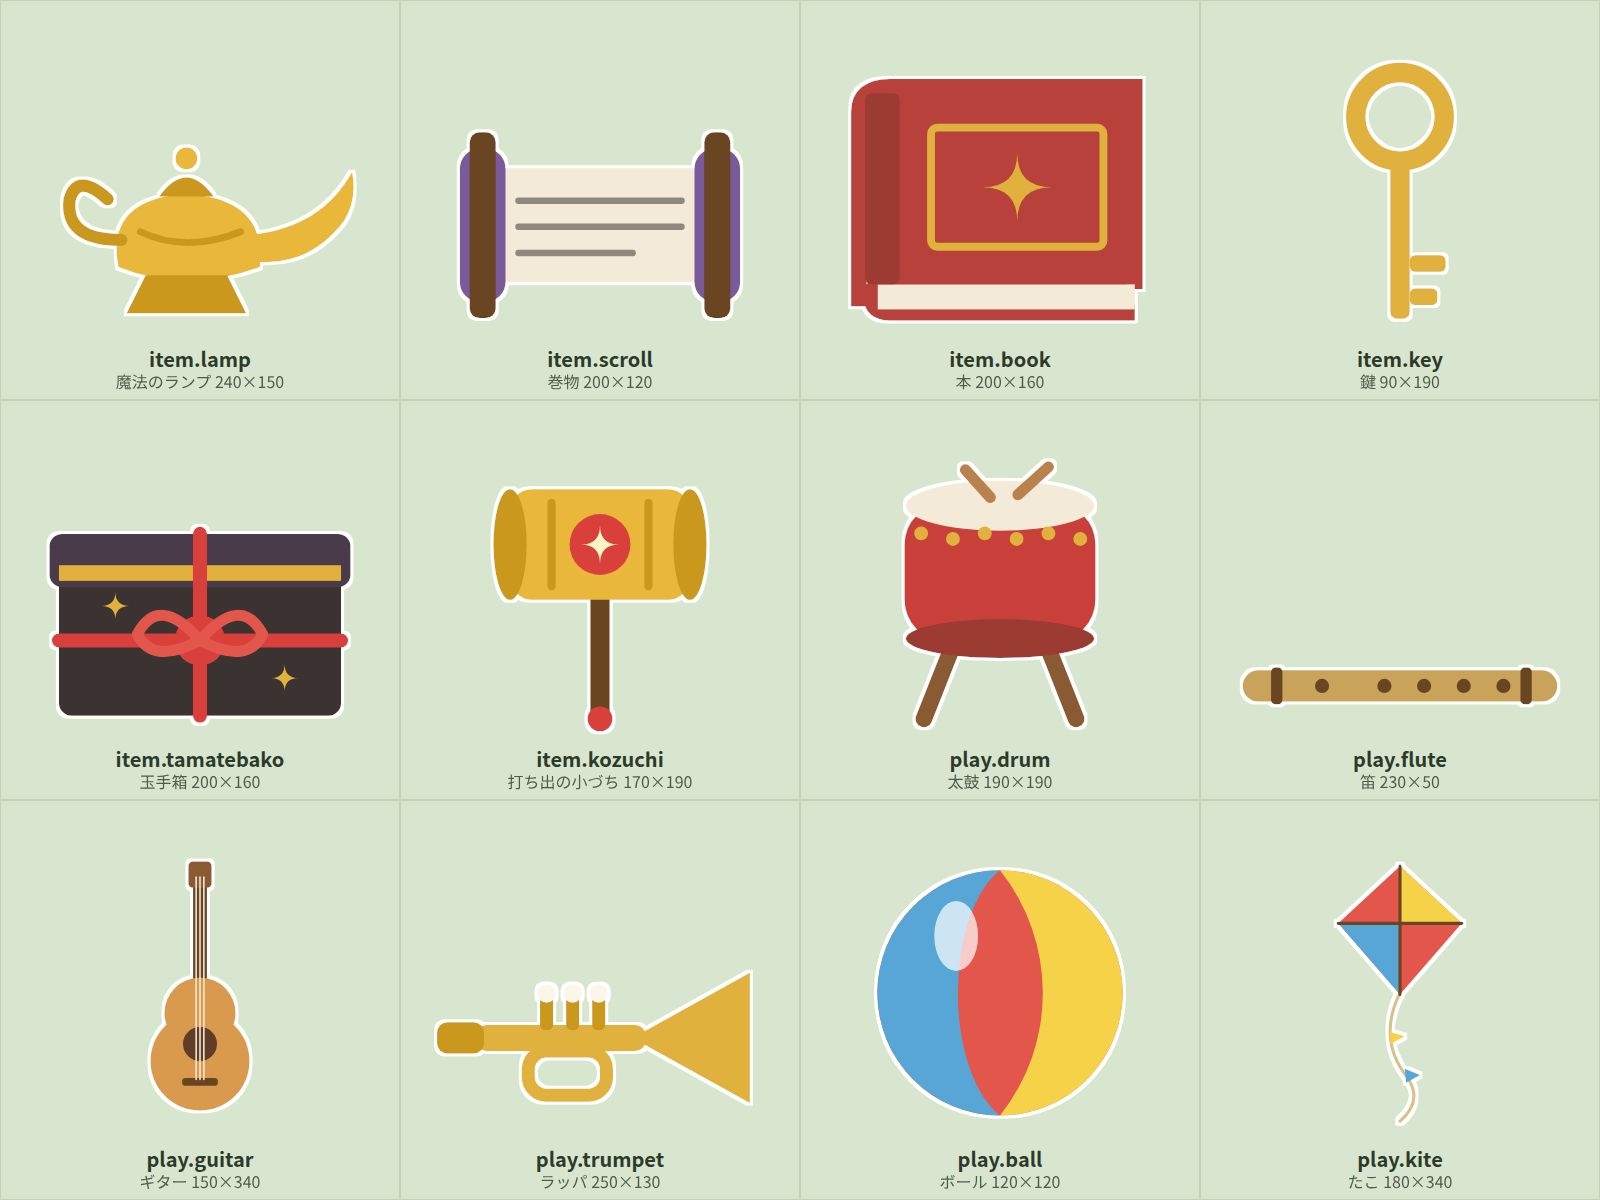 item.lamp
魔法のランプ 240×150
item.scroll
巻物 200×120
item.book
本 200×160
item.key
鍵 90×190
item.tamatebako
玉手箱 200×160
item.kozuchi
打ち出の小づち 170×190
play.drum
太鼓 190×190
play.flute
笛 230×50
play.guitar
ギター 150×340
play.trumpet
ラッパ 250×130
play.ball
ボール 120×120
play.kite
たこ 180×340